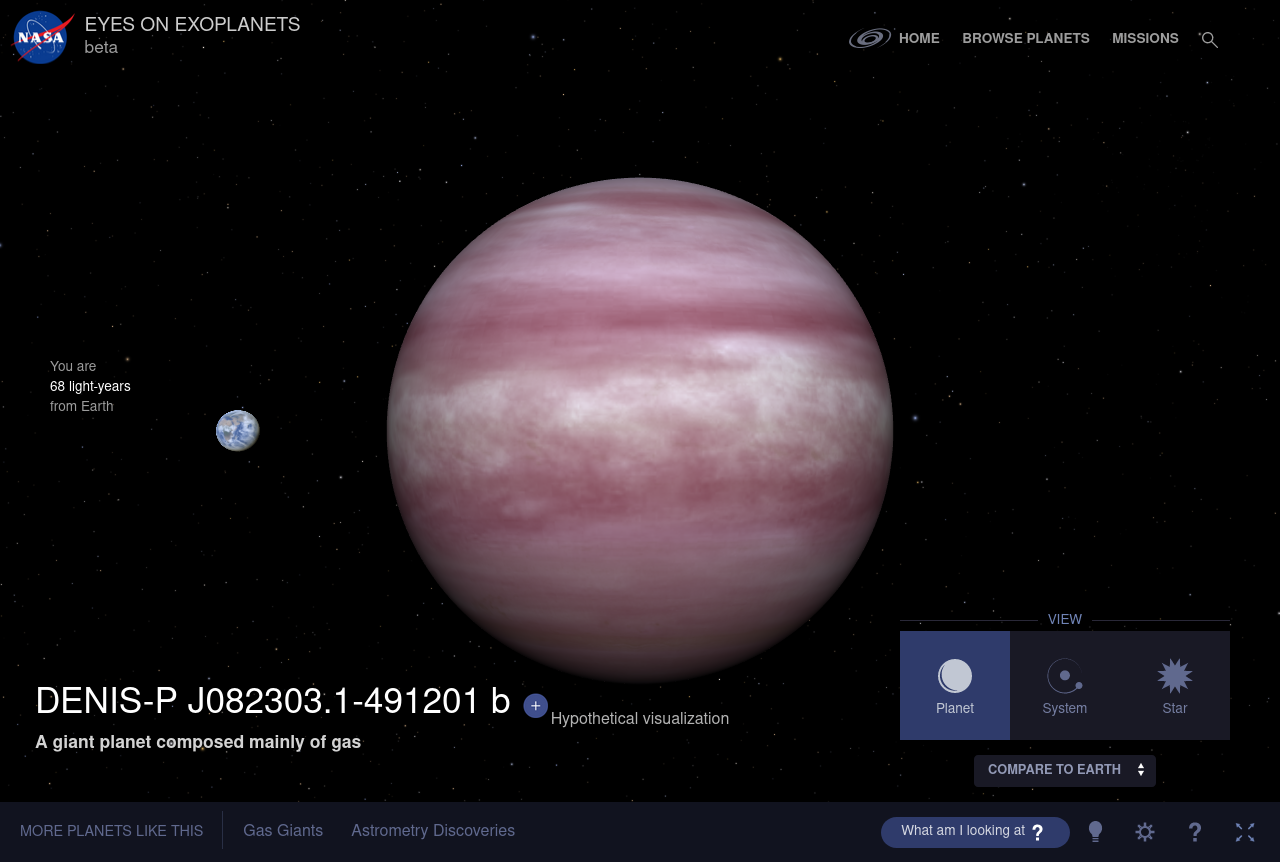 NASA
EYES ON EXOPLANETS
beta
HOME
BROWSE PLANETS
MISSIONS
You are
68 light-years
from Earth
VIEW
Planet
System
Star
DENIS-P J082303.1-491201 b
+
Hypothetical visualization
A giant planet composed mainly of gas
COMPARE TO EARTH
MORE PLANETS LIKE THIS
Gas Giants
Astrometry Discoveries
What am I looking at ?
?